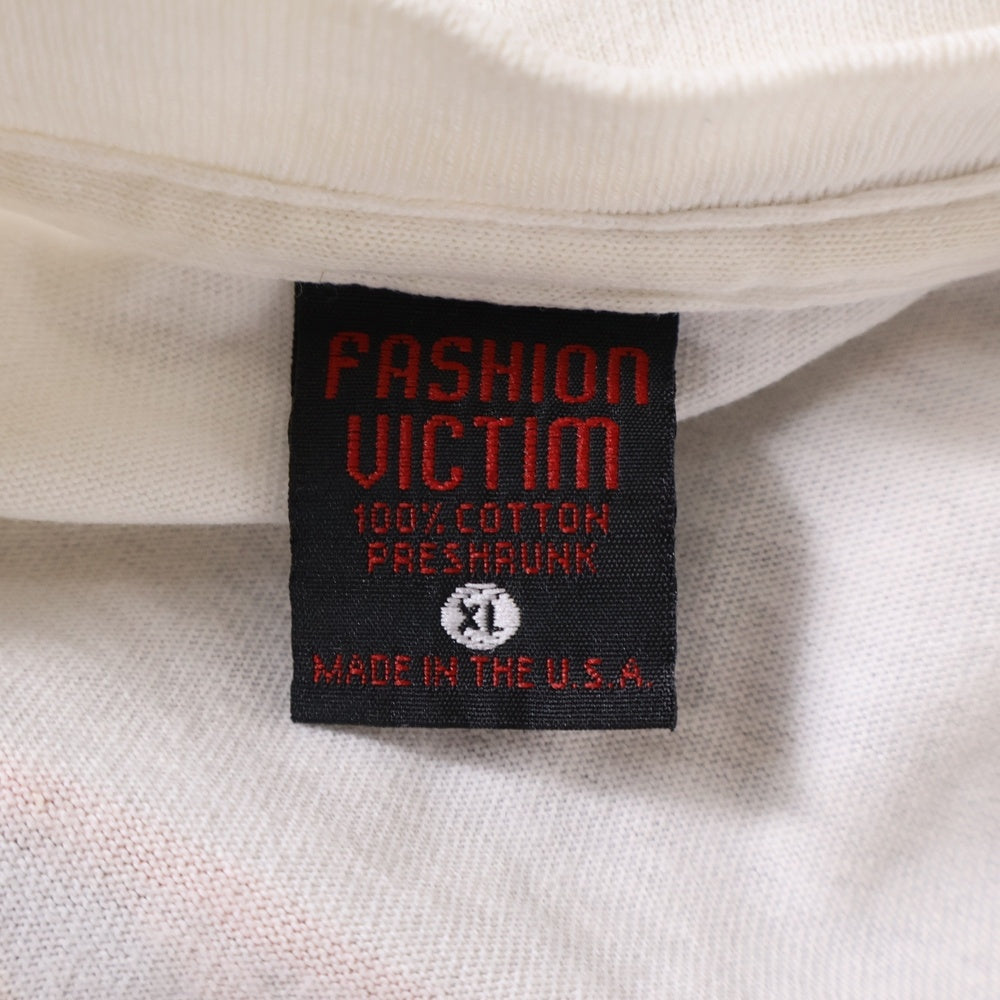 FASHION
VICTIM
100% COTTON
PRESHRUNK
XL
MADE IN THE U.S.A.